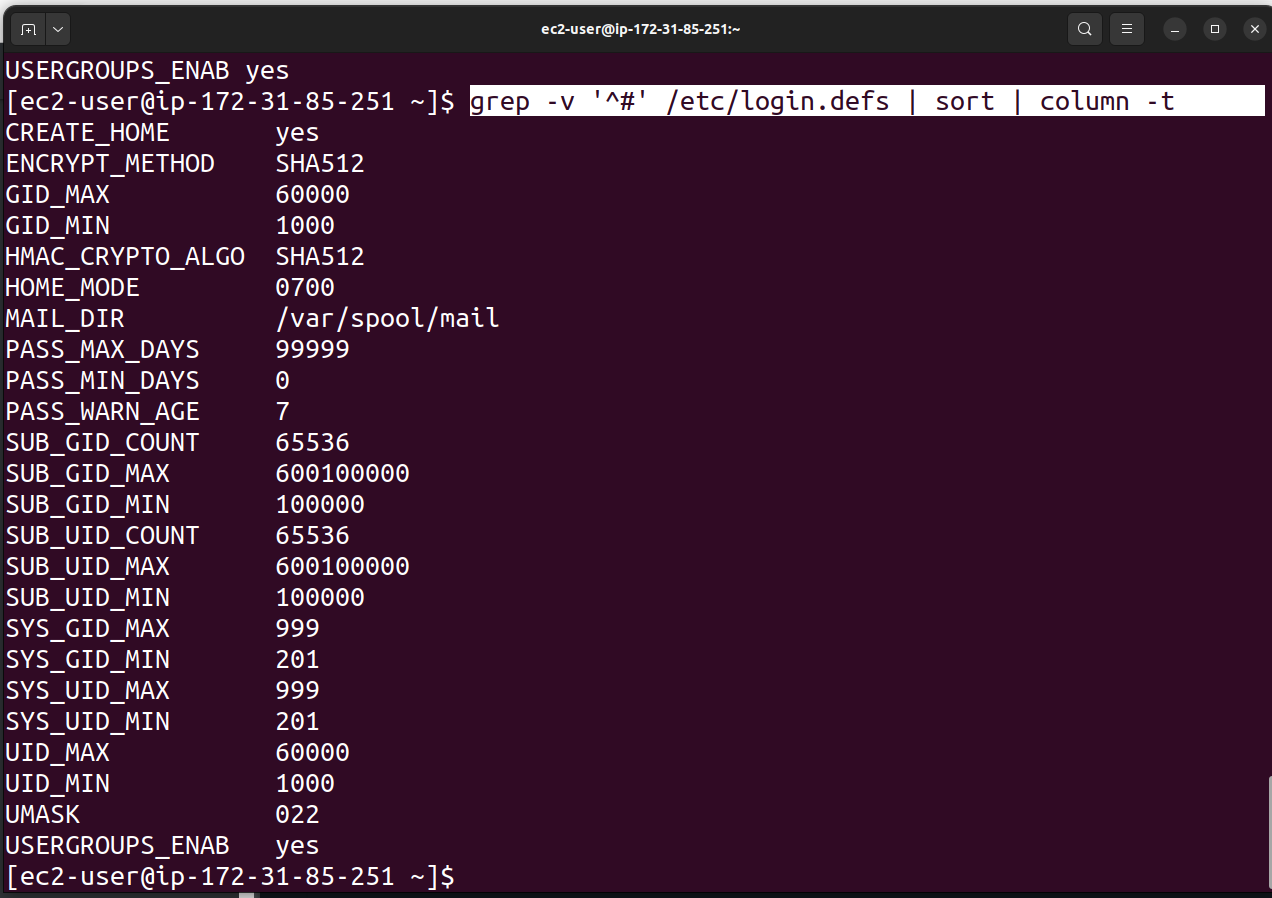 ec2-user@ip-172-31-85-251:~
USERGROUPS_ENAB yes
[ec2-user@ip-172-31-85-251 ~]$ grep -v '^#' /etc/login.defs | sort | column -t
CREATE_HOME       yes
ENCRYPT_METHOD    SHA512
GID_MAX           60000
GID_MIN           1000
HMAC_CRYPTO_ALGO  SHA512
HOME_MODE         0700
MAIL_DIR          /var/spool/mail
PASS_MAX_DAYS     99999
PASS_MIN_DAYS     0
PASS_WARN_AGE     7
SUB_GID_COUNT     65536
SUB_GID_MAX       600100000
SUB_GID_MIN       100000
SUB_UID_COUNT     65536
SUB_UID_MAX       600100000
SUB_UID_MIN       100000
SYS_GID_MAX       999
SYS_GID_MIN       201
SYS_UID_MAX       999
SYS_UID_MIN       201
UID_MAX           60000
UID_MIN           1000
UMASK             022
USERGROUPS_ENAB   yes
[ec2-user@ip-172-31-85-251 ~]$